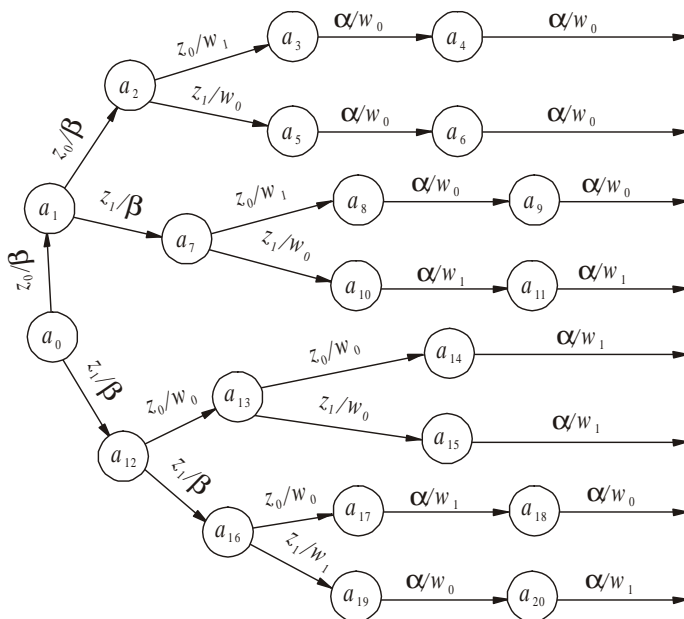 z₀/w₁ a₃ α/w₀ a₄ α/w₀
a₂
z₁/w₀ a₅ α/w₀ a₆ α/w₀
z₀/β
z₀/w₁ a₈ α/w₀ a₉ α/w₀
a₁ z₁/β a₇
z₁/w₀ a₁₀ α/w₁ a₁₁ α/w₁
z₀/β
a₀
z₀/w₀ a₁₄ α/w₁
z₁/β z₀/w₀ a₁₃
z₁/w₀ a₁₅ α/w₁
a₁₂
z₁/β z₀/w₀ a₁₇ α/w₁ a₁₈ α/w₀
a₁₆
z₁/w₁ a₁₉ α/w₀ a₂₀ α/w₁